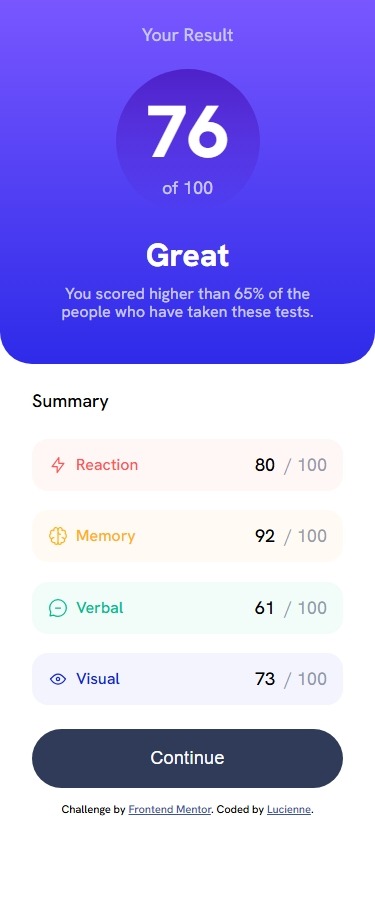 Your Result
76
of 100
Great
You scored higher than 65% of the
people who have taken these tests.
Summary
Reaction 80 / 100
Memory 92 / 100
Verbal 61 / 100
Visual 73 / 100
Continue
Challenge by Frontend Mentor. Coded by Lucienne.